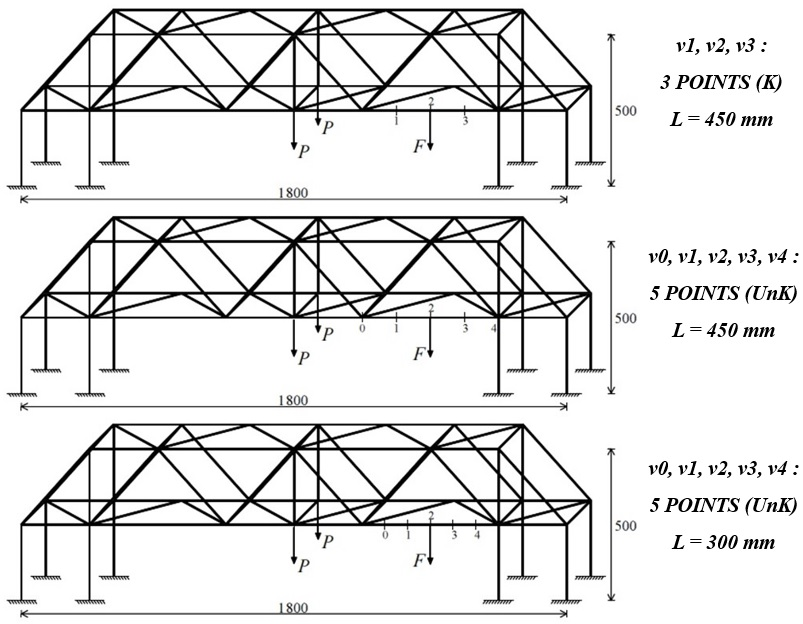 v1, v2, v3 :
3 POINTS (K)
L = 450 mm
2
1
3
500
P
P
F
1800
v0, v1, v2, v3, v4 :
5 POINTS (UnK)
L = 450 mm
2
0
1
3
4
500
P
P
F
1800
v0, v1, v2, v3, v4 :
5 POINTS (UnK)
L = 300 mm
2
0
1
3
4
500
P
P
F
1800